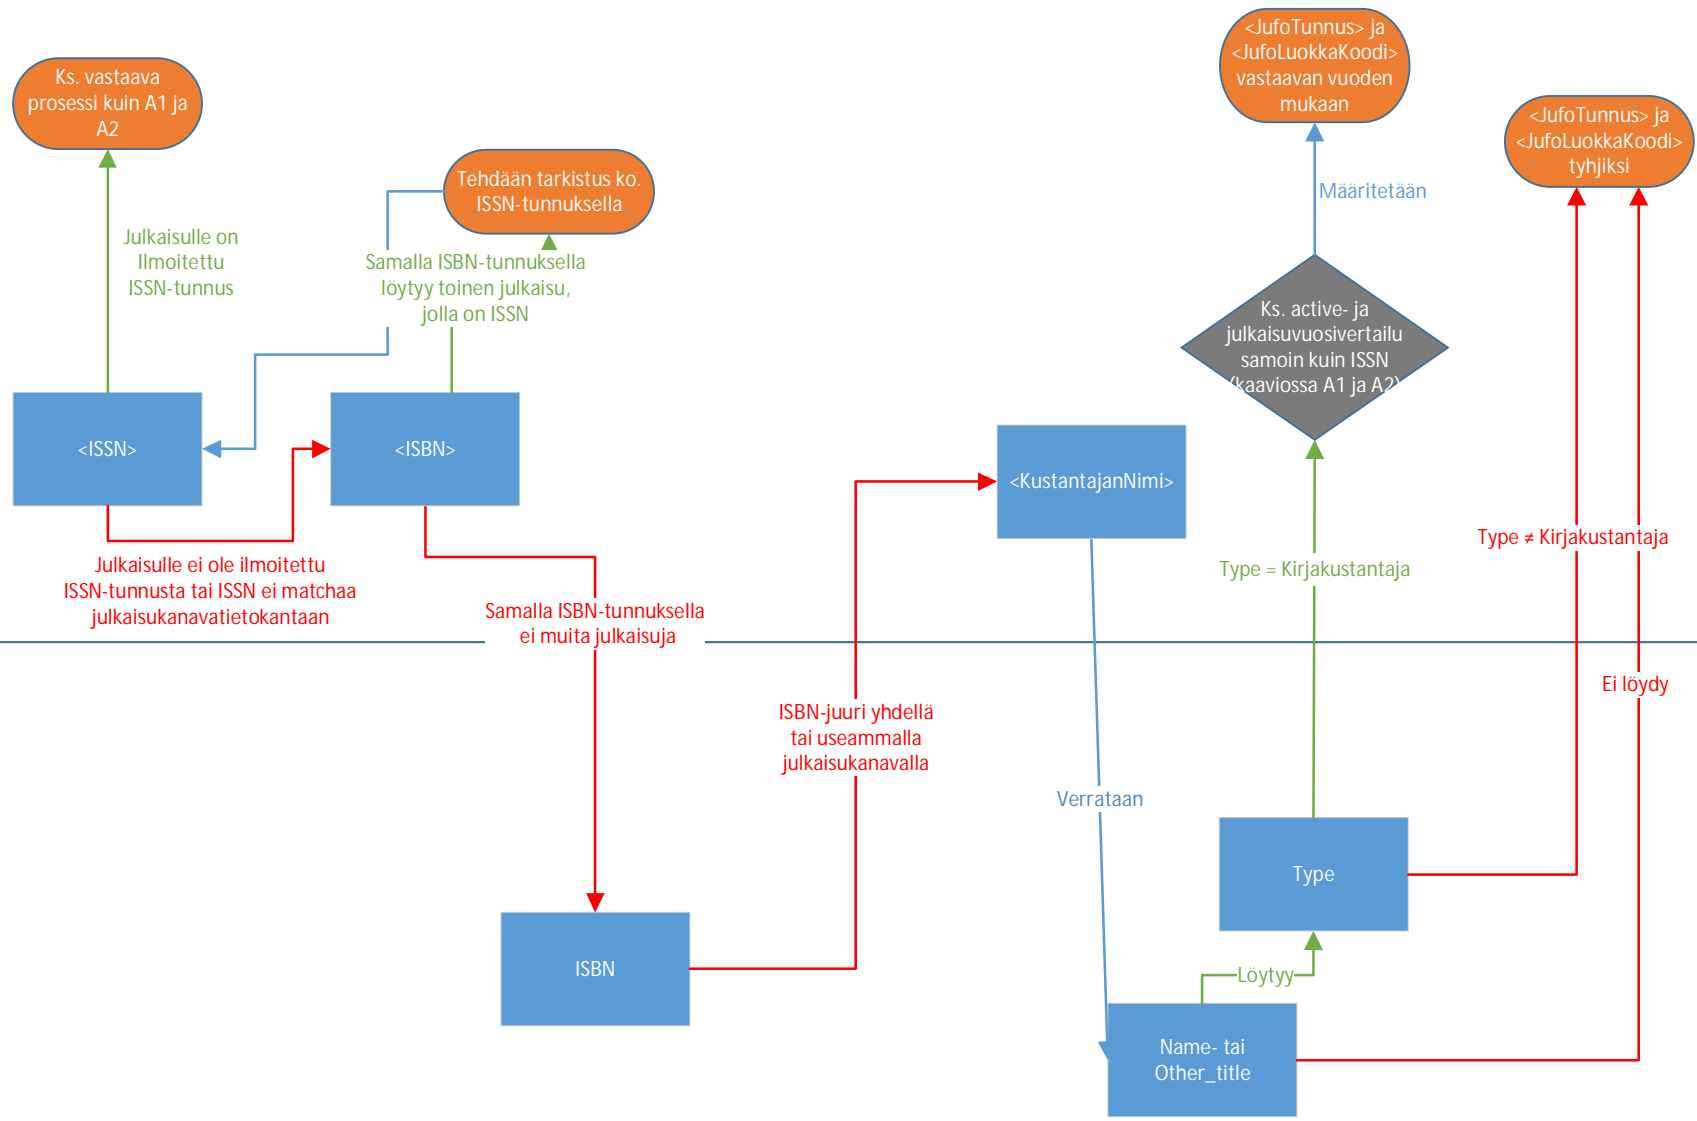 Ks. vastaava
prosessi kuin A1 ja
A2
<JufoTunnus> ja
<JufoLuokkaKoodi>
vastaavan vuoden
mukaan
<JufoTunnus> ja
<JufoLuokkaKoodi>
tyhjiksi
Tehdään tarkistus ko.
ISSN-tunnuksella
Määritetään
Julkaisulle on
Ilmoitettu
ISSN-tunnus
Samalla ISBN-tunnuksella
löytyy toinen julkaisu,
jolla on ISSN
Ks. active- ja
julkaisuvuosivertailu
samoin kuin ISSN
(kaaviossa A1 ja A2)
<ISSN>
<ISBN>
<KustantajanNimi>
Type ≠ Kirjakustantaja
Type = Kirjakustantaja
Julkaisulle ei ole ilmoitettu
ISSN-tunnusta tai ISSN ei matchaa
julkaisukanavatietokantaan
Samalla ISBN-tunnuksella
ei muita julkaisuja
Ei löydy
ISBN-juuri yhdellä
tai useammalla
julkaisukanavalla
Verrataan
Type
ISBN
Löytyy
Name- tai
Other_title